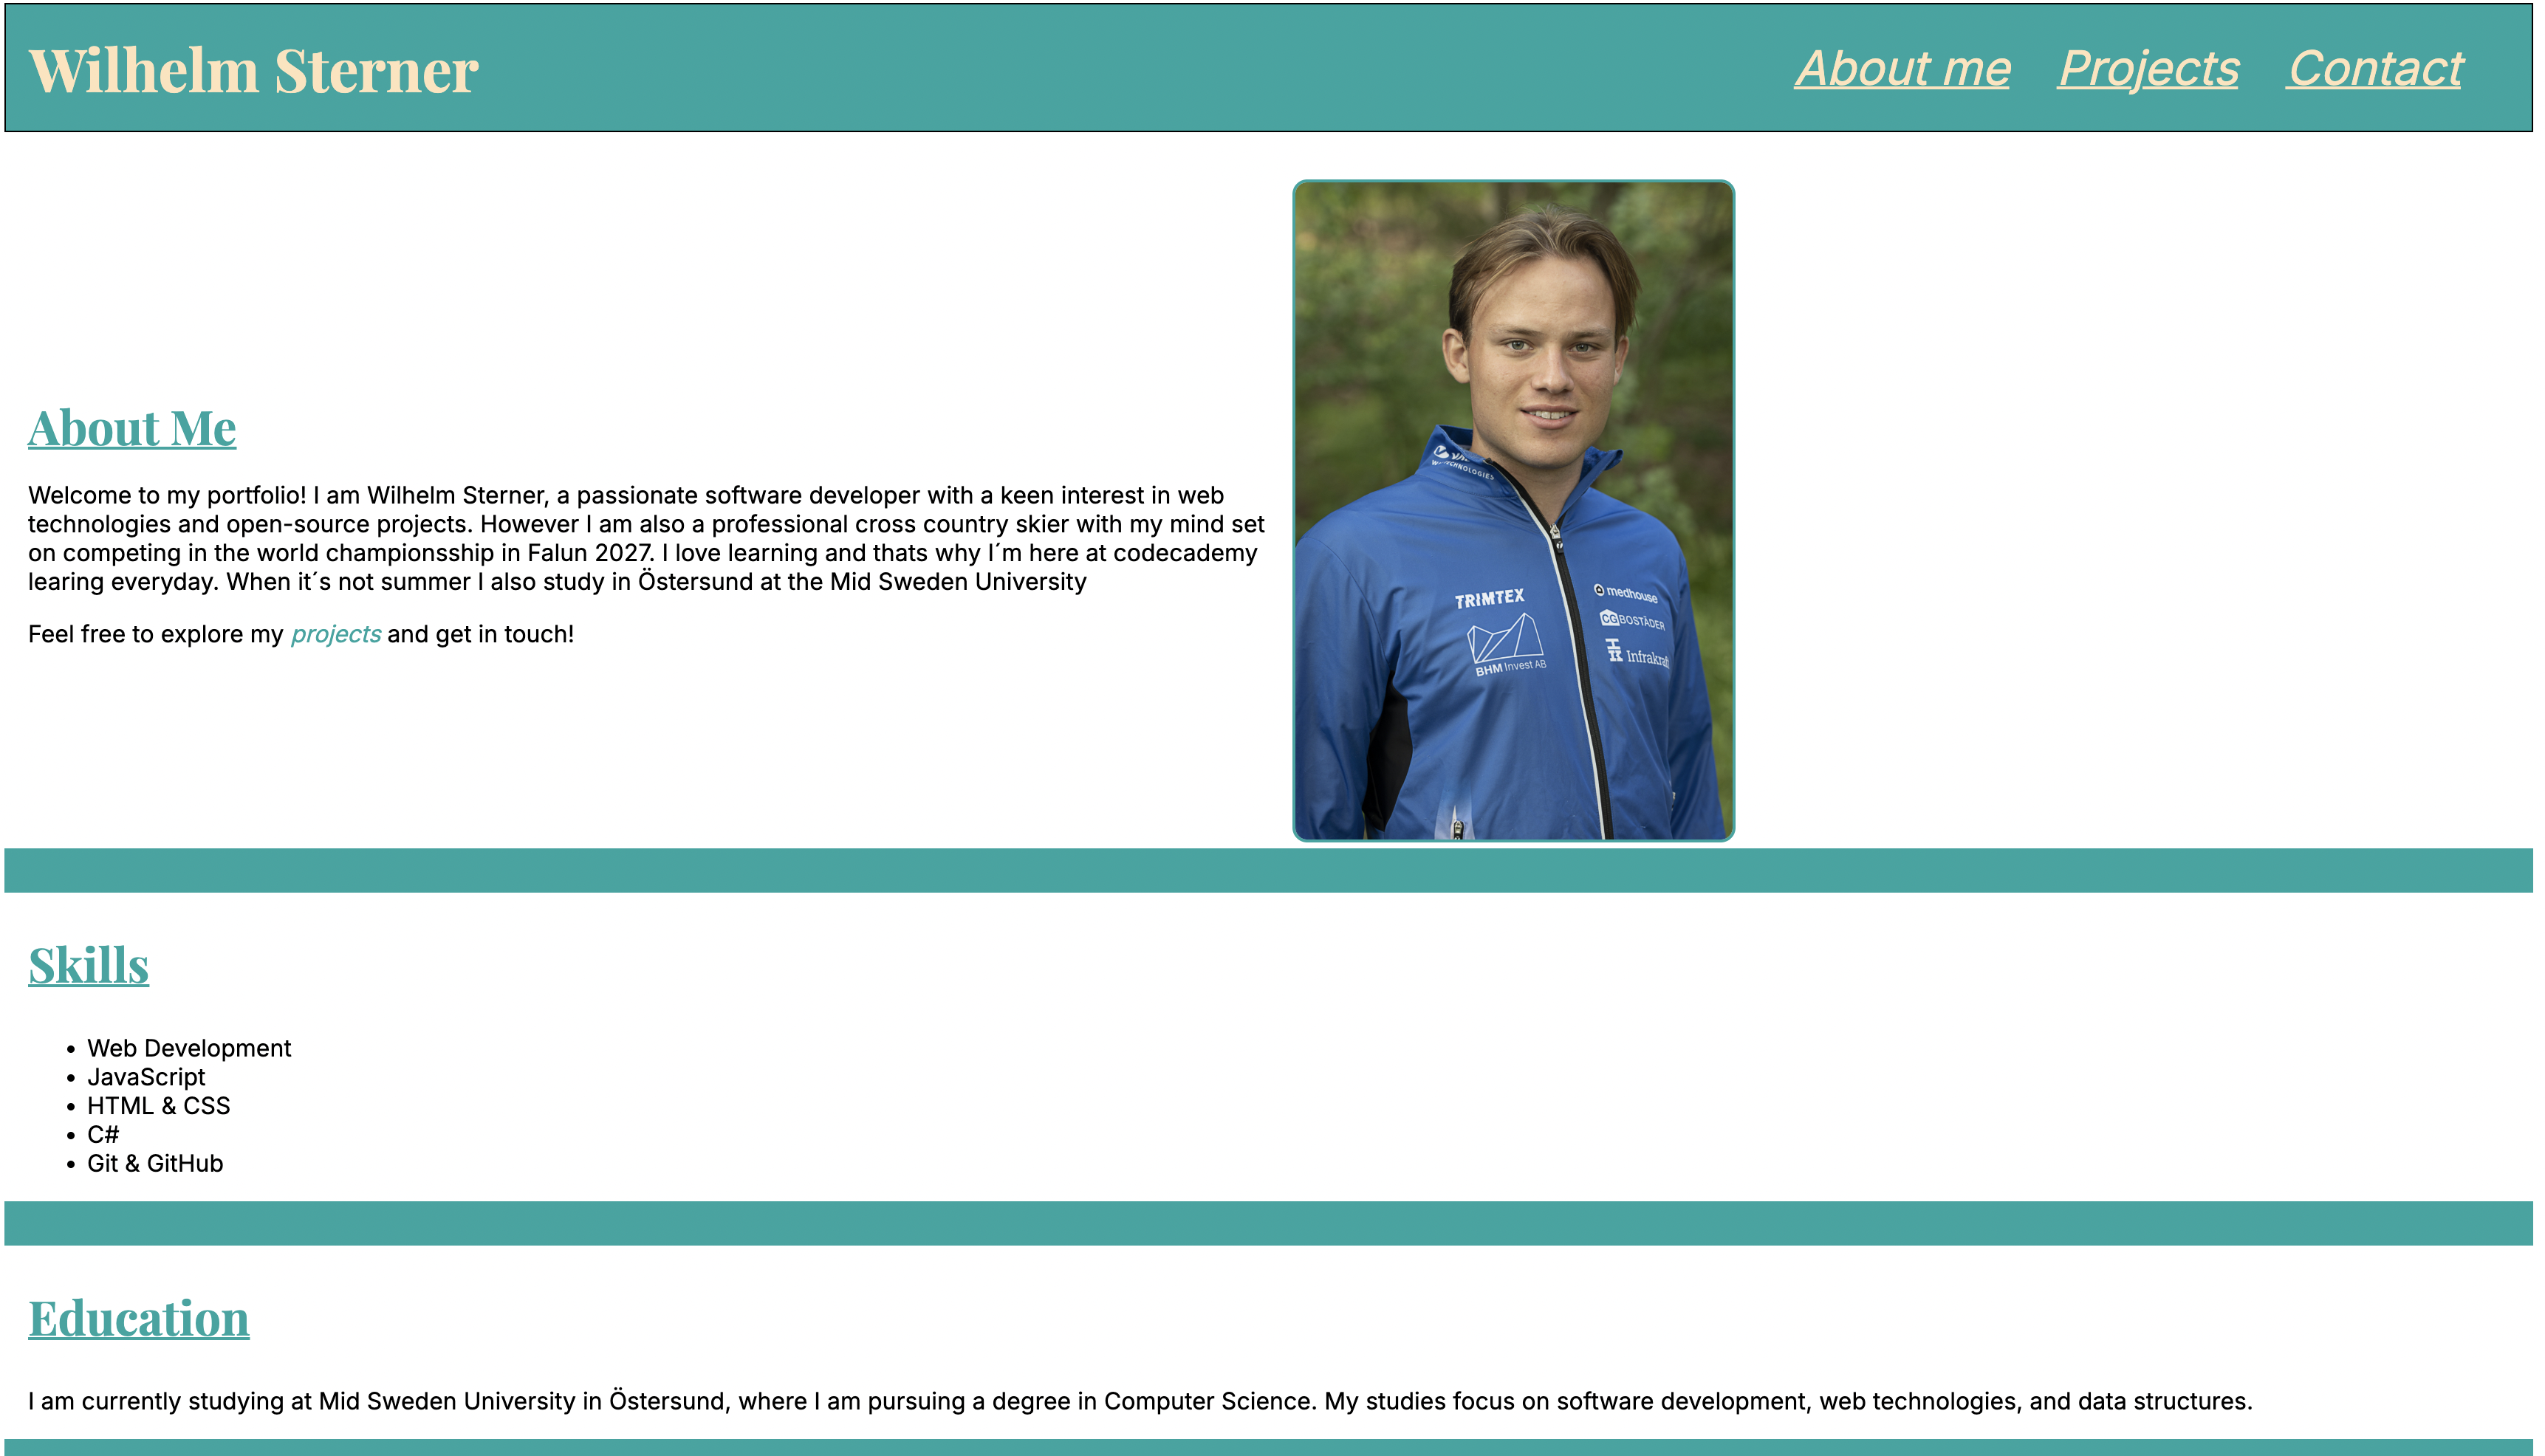 Wilhelm Sterner
About me Projects Contact
About Me
Welcome to my portfolio! I am Wilhelm Sterner, a passionate software developer with a keen interest in web
technologies and open-source projects. However I am also a professional cross country skier with my mind set
on competing in the world championsship in Falun 2027. I love learning and thats why I´m here at codecademy
learing everyday. When it´s not summer I also study in Östersund at the Mid Sweden University
Feel free to explore my projects and get in touch!
TECHNOLOGIES
TRIMTEX
BHM Invest AB
medhouse
CG BOSTÄDER
Skills
• Web Development
• JavaScript
• HTML & CSS
• C#
• Git & GitHub
Education
I am currently studying at Mid Sweden University in Östersund, where I am pursuing a degree in Computer Science. My studies focus on software development, web technologies, and data structures.